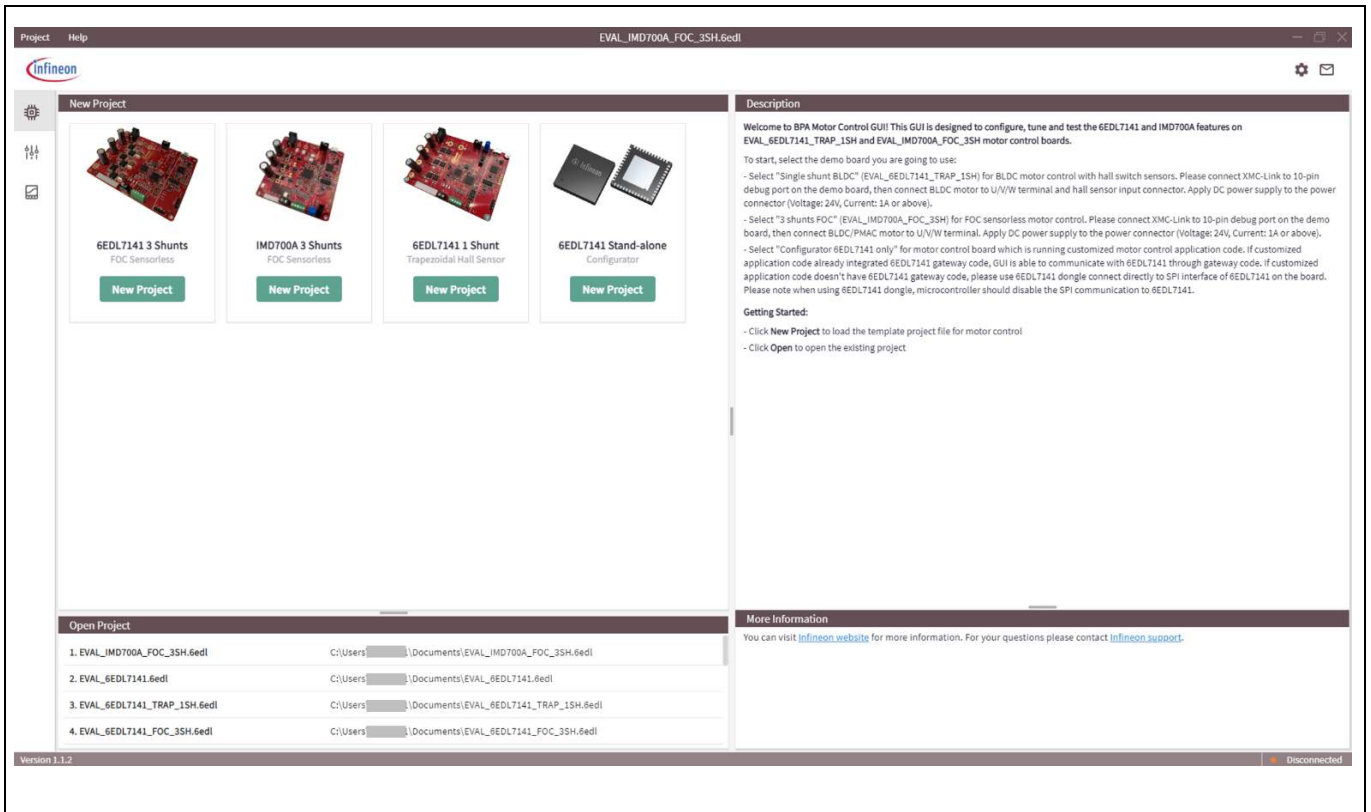 Project Help EVAL_IMD700A_FOC_3SH.6edl
infineon
New Project
6EDL7141 3 Shunts
FOC Sensorless
New Project
IMD700A 3 Shunts
FOC Sensorless
New Project
6EDL7141 1 Shunt
Trapezoidal Hall Sensor
New Project
infineon
6EDL7141 Stand-alone
Configurator
New Project
Description
Welcome to BPA Motor Control GUI! This GUI is designed to configure, tune and test the 6EDL7141 and IMD700A features on
EVAL_6EDL7141_TRAP_1SH and EVAL_IMD700A_FOC_3SH motor control boards.
To start, select the demo board you are going to use:
- Select "Single shunt BLDC" (EVAL_6EDL7141_TRAP_1SH) for BLDC motor control with hall switch sensors. Please connect XMC-Link to 10-pin
debug port on the demo board, then connect BLDC motor to U/V/W terminal and hall sensor input connector. Apply DC power supply to the power
connector (Voltage: 24V, Current: 1A or above).
- Select "3 shunts FOC" (EVAL_IMD700A_FOC_3SH) for FOC sensorless motor control. Please connect XMC-Link to 10-pin debug port on the demo
board, then connect BLDC/PMAC motor to U/V/W terminal. Apply DC power supply to the power connector (Voltage: 24V, Current: 1A or above).
- Select "Configurator 6EDL7141 only" for motor control board which is running customized motor control application code. If customized
application code already integrated 6EDL7141 gateway code, GUI is able to communicate with 6EDL7141 through gateway code. If customized
application code doesn't have 6EDL7141 gateway code, please use 6EDL7141 dongle connect directly to SPI interface of 6EDL7141 on the board.
Please note when using 6EDL7141 dongle, microcontroller should disable the SPI communication to 6EDL7141.
Getting Started:
- Click New Project to load the template project file for motor control
- Click Open to open the existing project
Open Project
1. EVAL_IMD700A_FOC_3SH.6edl C:\Users \Documents\EVAL_IMD700A_FOC_3SH.6edl
2. EVAL_6EDL7141.6edl C:\Users \Documents\EVAL_6EDL7141.6edl
3. EVAL_6EDL7141_TRAP_1SH.6edl C:\Users \Documents\EVAL_6EDL7141_TRAP_1SH.6edl
4. EVAL_6EDL7141_FOC_3SH.6edl C:\Users \Documents\EVAL_6EDL7141_FOC_3SH.6edl
More Information
You can visit Infineon website for more information. For your questions please contact Infineon support.
Version 1.1.2 Disconnected